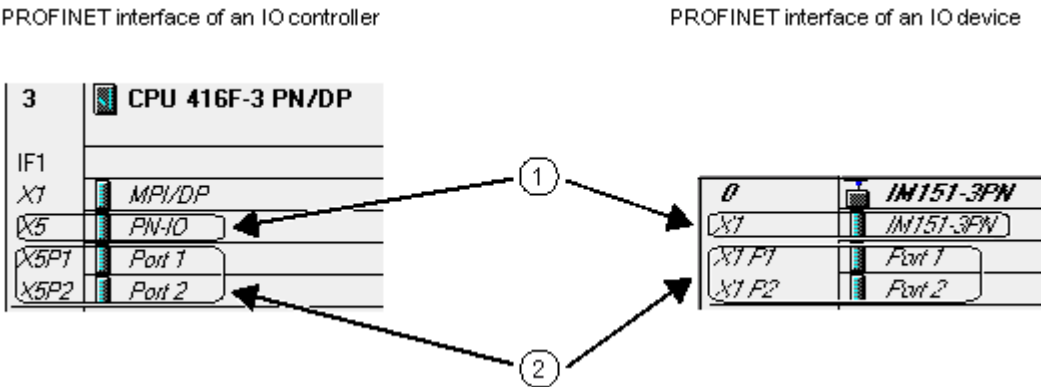 PROFINET interface of an IO controller
PROFINET interface of an IO device
3 CPU 416F-3 PN/DP
IF1
X1 MPI/DP
X5 PN-IO
X5P1 Port 1
X5P2 Port 2
1
2
0 IM151-3PN
X1 IM151-3PN
X1 P1 Port 1
X1 P2 Port 2